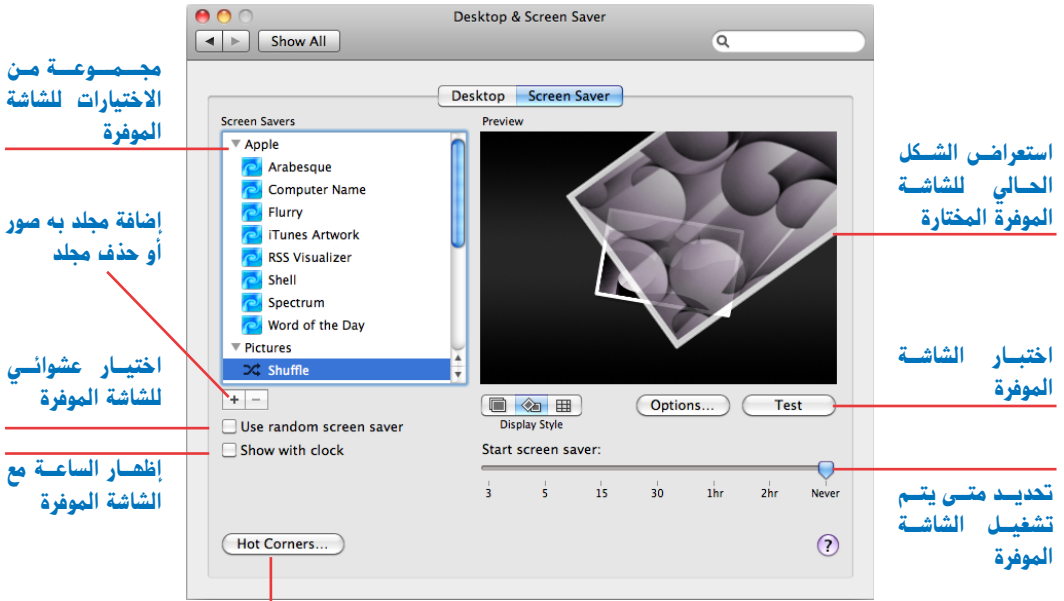 Desktop & Screen Saver
Show All
Desktop
Screen Saver
Screen Savers
Apple
Arabesque
Computer Name
Flurry
iTunes Artwork
RSS Visualizer
Shell
Spectrum
Word of the Day
Pictures
Shuffle
+ −
Use random screen saver
Show with clock
Hot Corners...
Preview
Display Style
Options...
Test
Start screen saver:
3 5 15 30 1hr 2hr Never
?
مجموعة من
الاختيارات للشاشة
الموفرة
إضافة مجلد به صور
أو حذف مجلد
اختيار عشوائي
للشاشة الموفرة
إظهار الساعة مع
الشاشة الموفرة
استعراض الشكل
الحالي للشاشة
الموفرة المختارة
اختبار الشاشة
الموفرة
تحديد متى يتم
تشغيل الشاشة
الموفرة